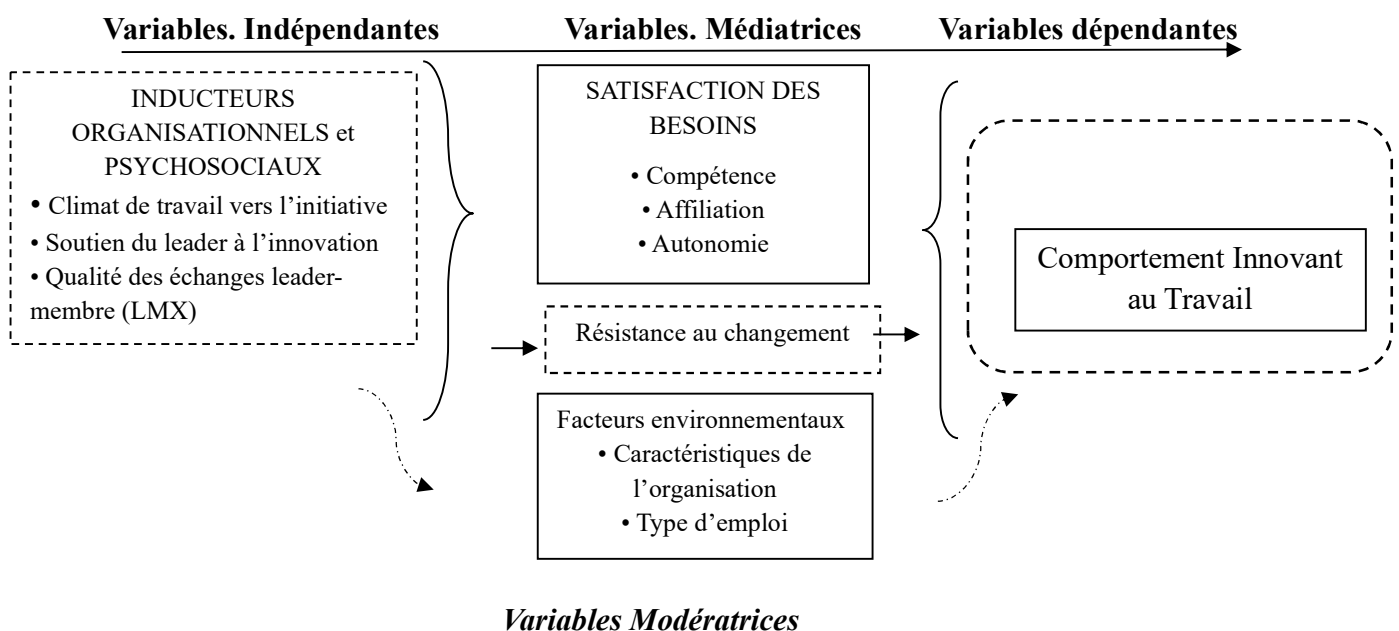 Variables. Indépendantes
Variables. Médiatrices
Variables dépendantes
INDUCTEURS
ORGANISATIONNELS et
PSYCHOSOCIAUX
• Climat de travail vers l’initiative
• Soutien du leader à l’innovation
• Qualité des échanges leader-
membre (LMX)
SATISFACTION DES
BESOINS
• Compétence
• Affiliation
• Autonomie
Résistance au changement
Facteurs environnementaux
• Caractéristiques de
l’organisation
• Type d’emploi
Comportement Innovant
au Travail
Variables Modératrices